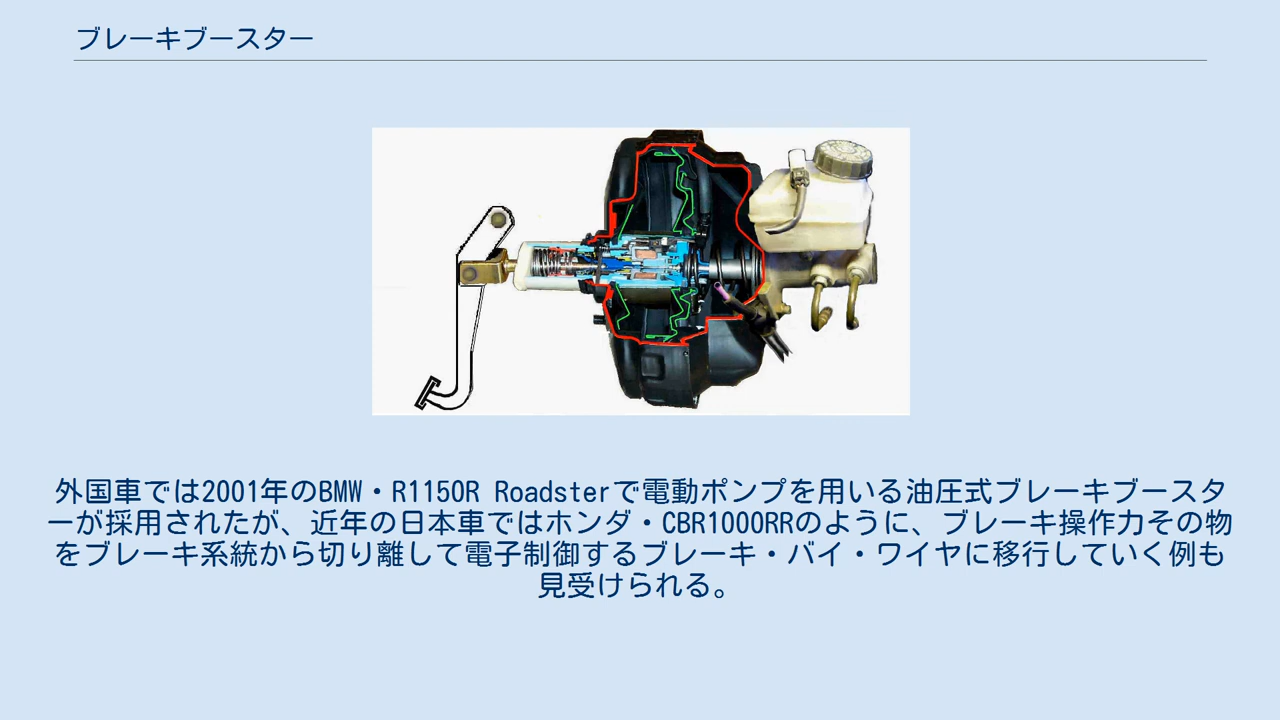 ブレーキブースター
外国車では2001年のBMW・R1150R Roadsterで電動ポンプを用いる油圧式ブレーキブースタ
ーが採用されたが、近年の日本車ではホンダ・CBR1000RRのように、ブレーキ操作力その物
をブレーキ系統から切り離して電子制御するブレーキ・バイ・ワイヤに移行していく例も
見受けられる。